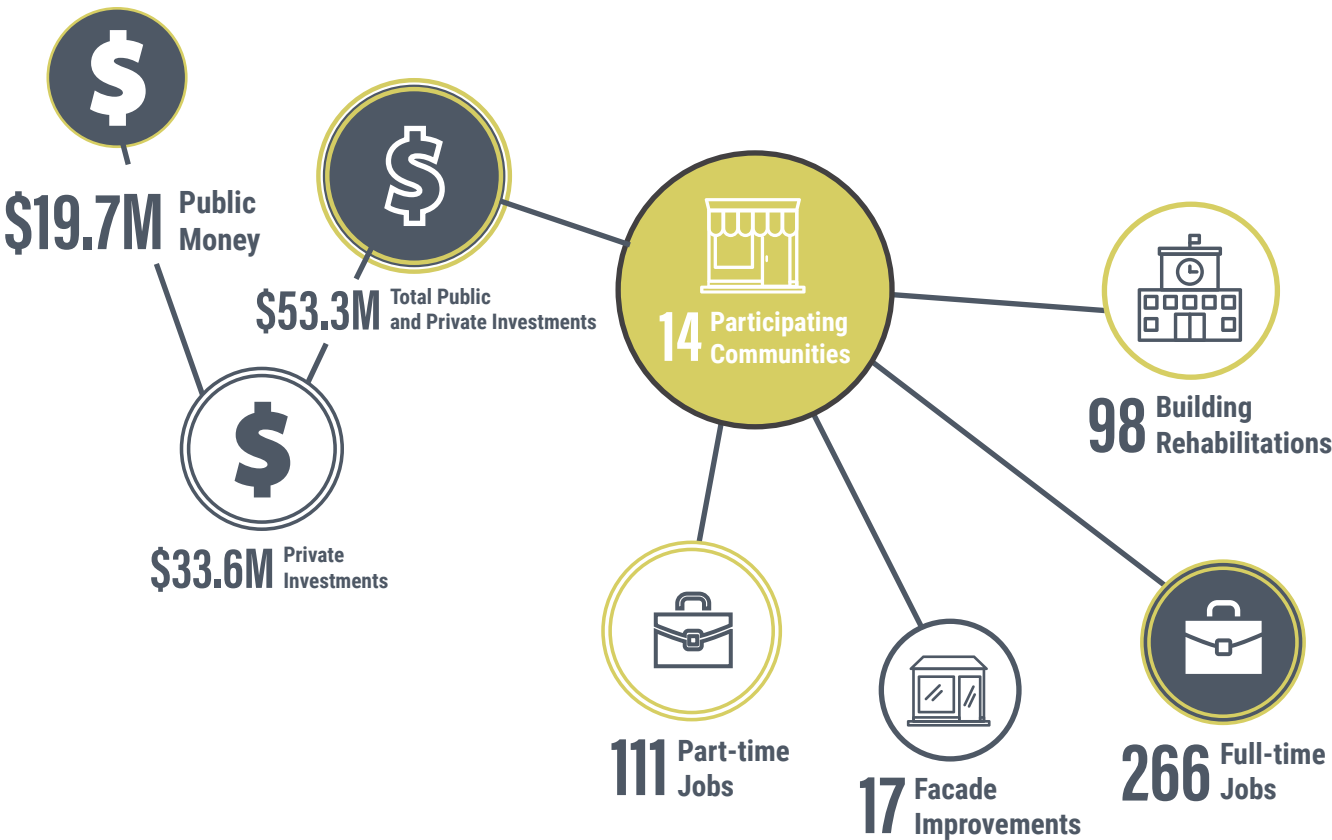 $19.7M Public
Money
$53.3M Total Public
and Private Investments
$33.6M Private
Investments
14 Participating
Communities
98 Building
Rehabilitations
111 Part-time
Jobs
17 Facade
Improvements
266 Full-time
Jobs